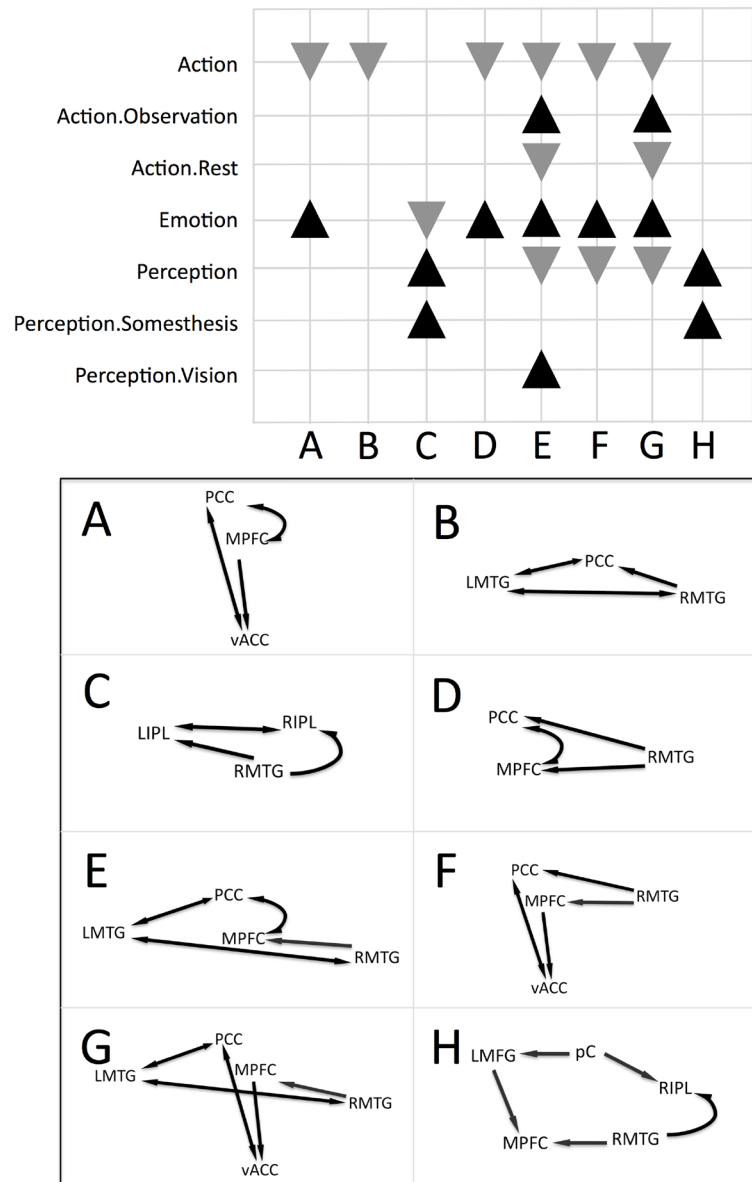 Action
Action.Observation
Action.Rest
Emotion
Perception
Perception.Somesthesis
Perception.Vision
A B C D E F G H
A
PCC
MPFC
vACC
B
PCC
LMTG
RMTG
C
LIPL
RIPL
RMTG
D
PCC
RMTG
MPFC
E
PCC
LMTG
MPFC
RMTG
F
PCC
MPFC
RMTG
vACC
G
PCC
LMTG
MPFC
RMTG
vACC
H
LMFG
pC
RIPL
MPFC
RMTG